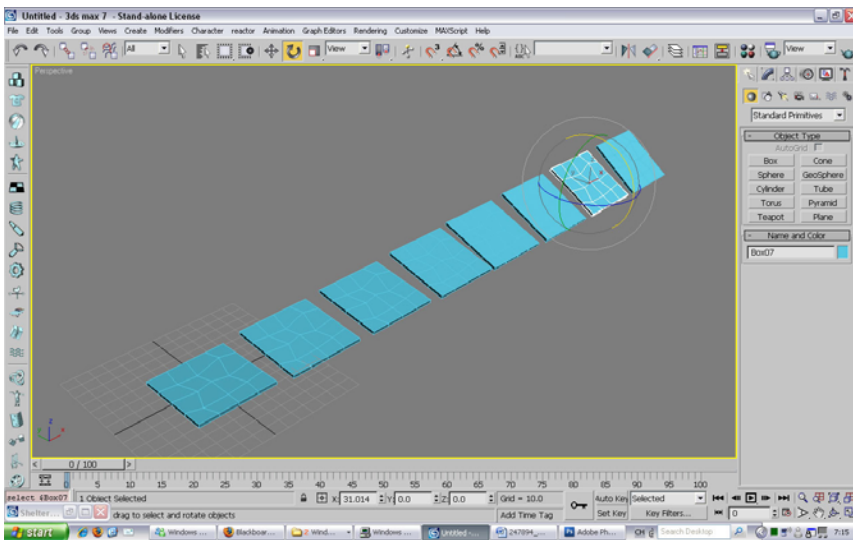 Untitled - 3ds max 7 - Stand-alone License
File Edit Tools Group Views Create Modifiers Character reactor Animation Graph Editors Rendering Customize MAXScript Help
All View View
Perspective
Standard Primitives
- Object Type
AutoGrid
Box Cone
Sphere GeoSphere
Cylinder Tube
Torus Pyramid
Teapot Plane
- Name and Color
Box07
< 0 / 100 >
0 5 10 15 20 25 30 35 40 45 50 55 60 65 70 75 80 85 90 95 100
select $Box07 1 Object Selected X: 31.014 Y: 0.0 Z: 0.0 Grid = 10.0 Auto Key Selected
Shelter... drag to select and rotate objects Add Time Tag Set Key Key Filters... 0
start Windows ... Blackboar... 2 Wind... Windows ... Untitled -... 247894_... Adobe Ph... CH Search Desktop 7:15